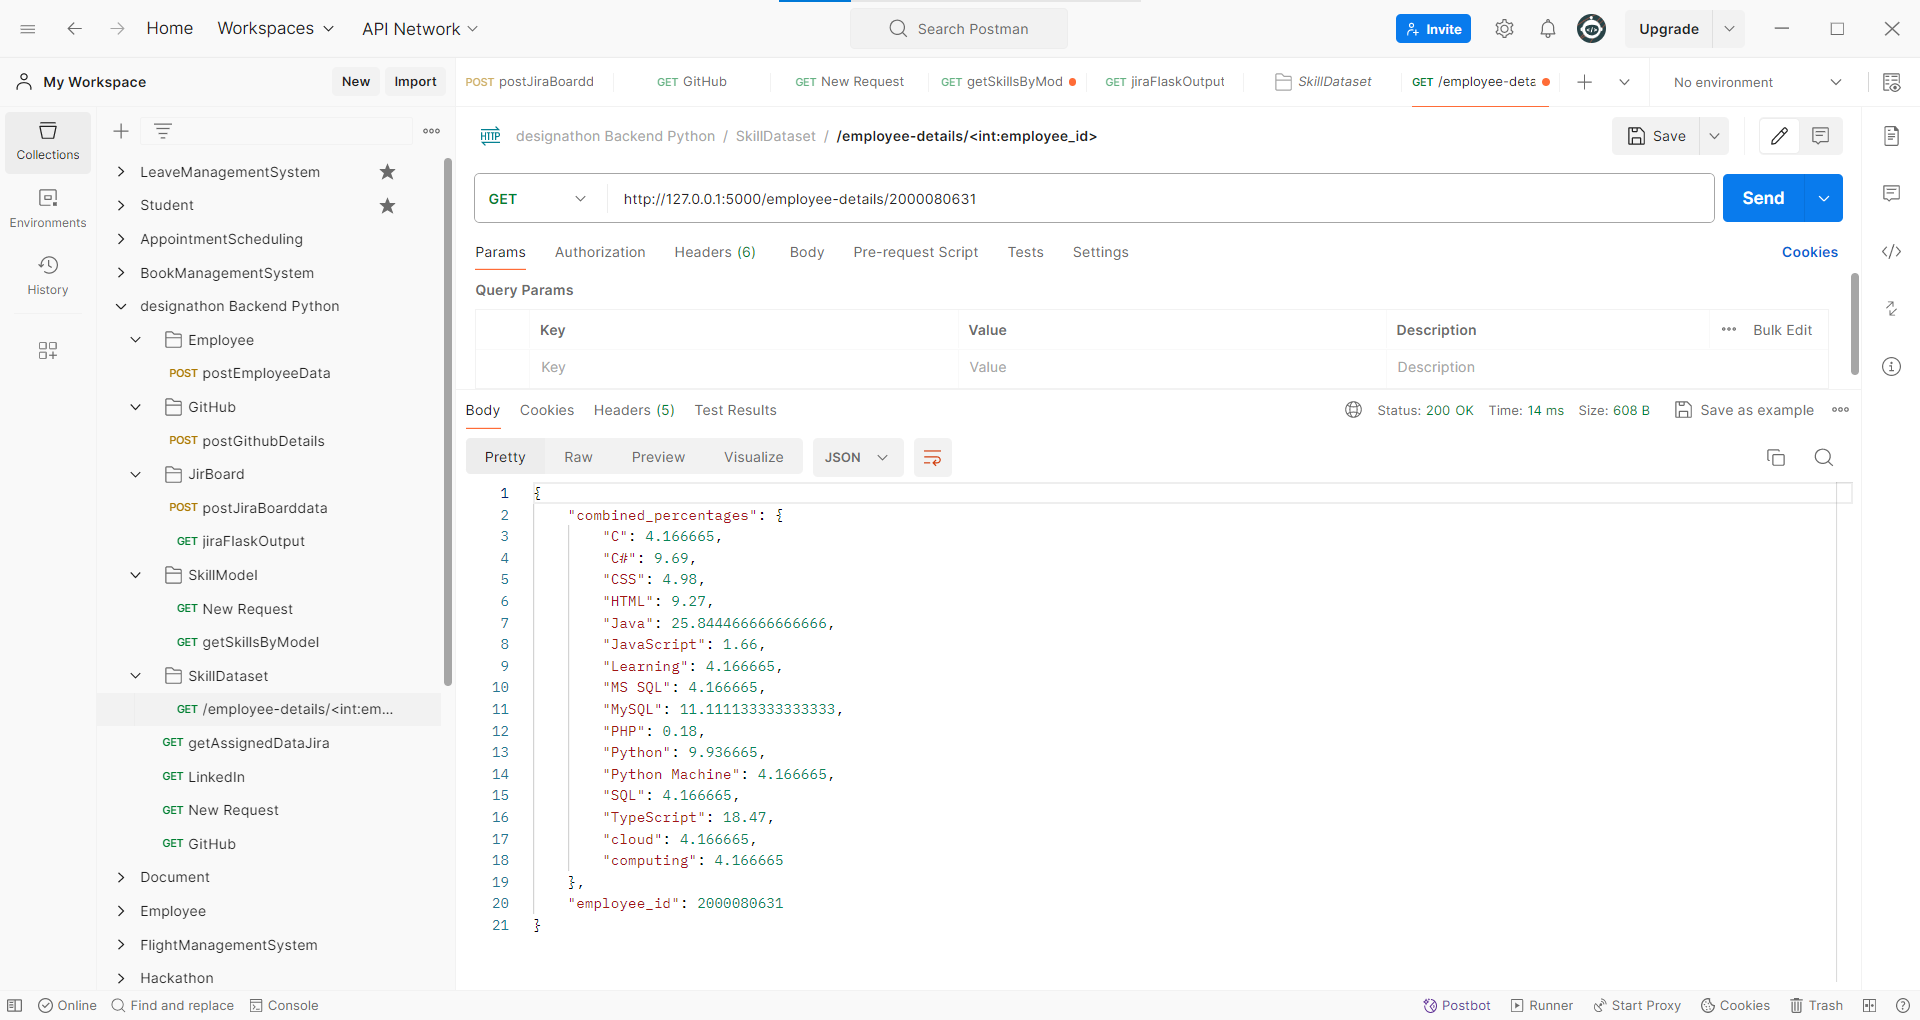 Home Workspaces API Network Search Postman Invite Upgrade
My Workspace New Import POST postJiraBoardd GET GitHub GET New Request GET getSkillsByMod GET jiraFlaskOutput SkillDataset GET /employee-deta No environment
Collections
Environments
History
LeaveManagementSystem
Student
AppointmentScheduling
BookManagementSystem
designathon Backend Python
Employee
POST postEmployeeData
GitHub
POST postGithubDetails
JirBoard
POST postJiraBoarddata
GET jiraFlaskOutput
SkillModel
GET New Request
GET getSkillsByModel
SkillDataset
GET /employee-details/<int:em...
GET getAssignedDataJira
GET LinkedIn
GET New Request
GET GitHub
Document
Employee
FlightManagementSystem
Hackathon
HTTP designathon Backend Python / SkillDataset / /employee-details/<int:employee_id> Save
GET http://127.0.0.1:5000/employee-details/2000080631 Send
Params Authorization Headers (6) Body Pre-request Script Tests Settings Cookies
Query Params
Key Value Description Bulk Edit
Key Value Description
Body Cookies Headers (5) Test Results Status: 200 OK Time: 14 ms Size: 608 B Save as example
Pretty Raw Preview Visualize JSON
1 {
2 "combined_percentages": {
3 "C": 4.166665,
4 "C#": 9.69,
5 "CSS": 4.98,
6 "HTML": 9.27,
7 "Java": 25.844466666666666,
8 "JavaScript": 1.66,
9 "Learning": 4.166665,
10 "MS SQL": 4.166665,
11 "MySQL": 11.111133333333333,
12 "PHP": 0.18,
13 "Python": 9.936665,
14 "Python Machine": 4.166665,
15 "SQL": 4.166665,
16 "TypeScript": 18.47,
17 "cloud": 4.166665,
18 "computing": 4.166665
19 },
20 "employee_id": 2000080631
21 }
Online Find and replace Console Postbot Runner Start Proxy Cookies Trash